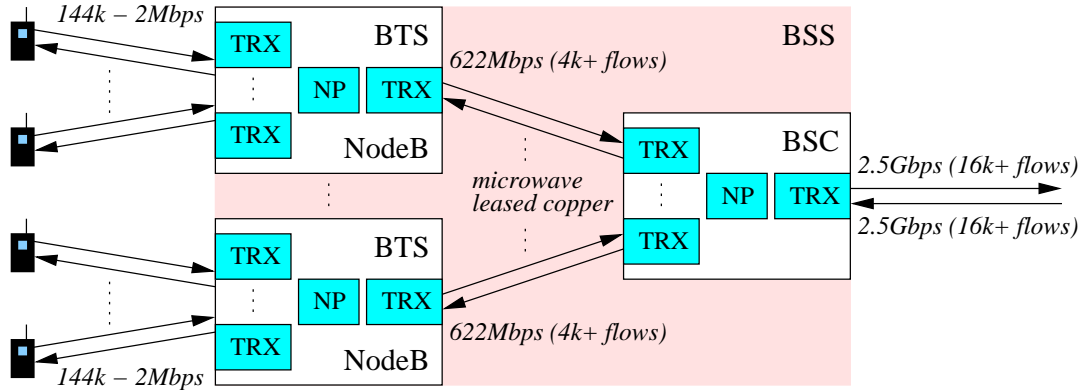 144k – 2Mbps
BTS
TRX
NP
TRX
TRX
NodeB
622Mbps (4k+ flows)
BSS
microwave
leased copper
BSC
TRX
NP
TRX
TRX
2.5Gbps (16k+ flows)
2.5Gbps (16k+ flows)
BTS
TRX
NP
TRX
TRX
NodeB
622Mbps (4k+ flows)
144k – 2Mbps